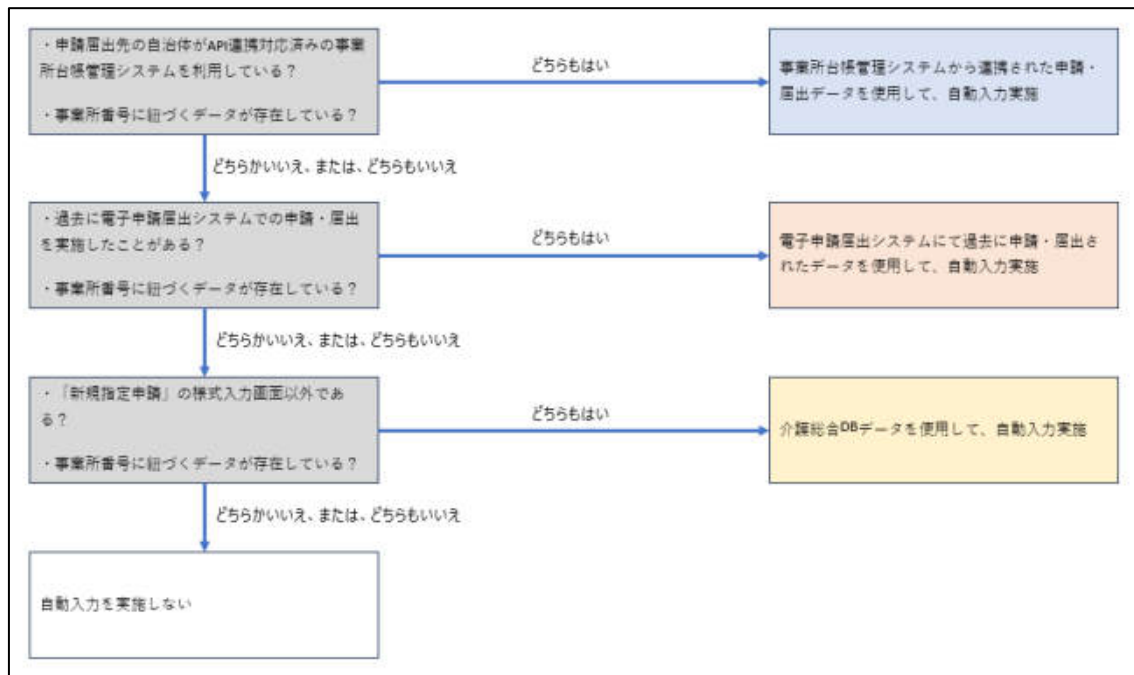 ・申請届出先の自治体がAPI連携対応済みの事業
所台帳管理システムを利用している？
・事業所番号に紐づくデータが存在している？
どちらもはい
事業所台帳管理システムから連携された申請・
届出データを使用して、自動入力実施
どちらかいいえ、または、どちらもいいえ
・過去に電子申請届出システムでの申請・届出
を実施したことがある？
・事業所番号に紐づくデータが存在している？
どちらもはい
電子申請届出システムにて過去に申請・届出さ
れたデータを使用して、自動入力実施
どちらかいいえ、または、どちらもいいえ
・「新規指定申請」の様式入力画面以外であ
る？
・事業所番号に紐づくデータが存在している？
どちらもはい
介護総合DBデータを使用して、自動入力実施
どちらかいいえ、または、どちらもいいえ
自動入力を実施しない